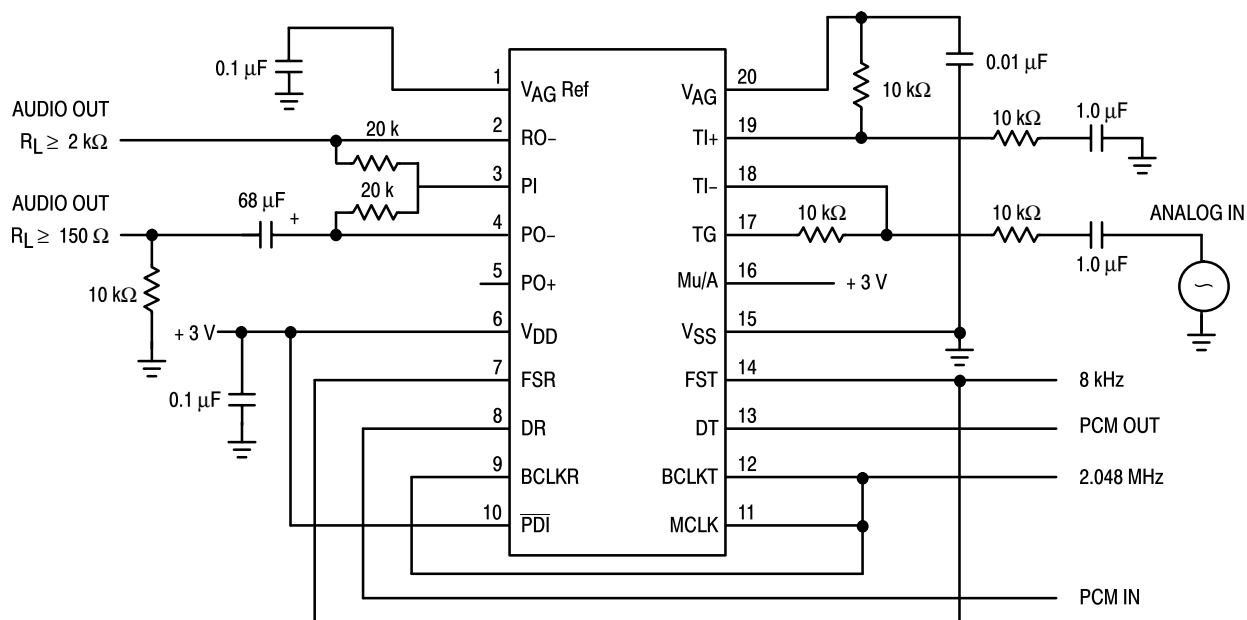 0.1 μF
1
VAG Ref
VAG
20
10 kΩ
0.01 μF
AUDIO OUT
RL ≥ 2 kΩ
20 k
2
RO–
TI+
19
10 kΩ
1.0 μF
3
PI
TI–
18
20 k
AUDIO OUT
RL ≥ 150 Ω
68 μF
+
4
PO–
TG
17
10 kΩ
10 kΩ
1.0 μF
ANALOG IN
~
10 kΩ
5
PO+
Mu/A
16
+ 3 V
+ 3 V
6
VDD
VSS
15
0.1 μF
7
FSR
FST
14
8 kHz
8
DR
DT
13
PCM OUT
9
BCLKR
BCLKT
12
2.048 MHz
10
PDI
MCLK
11
PCM IN